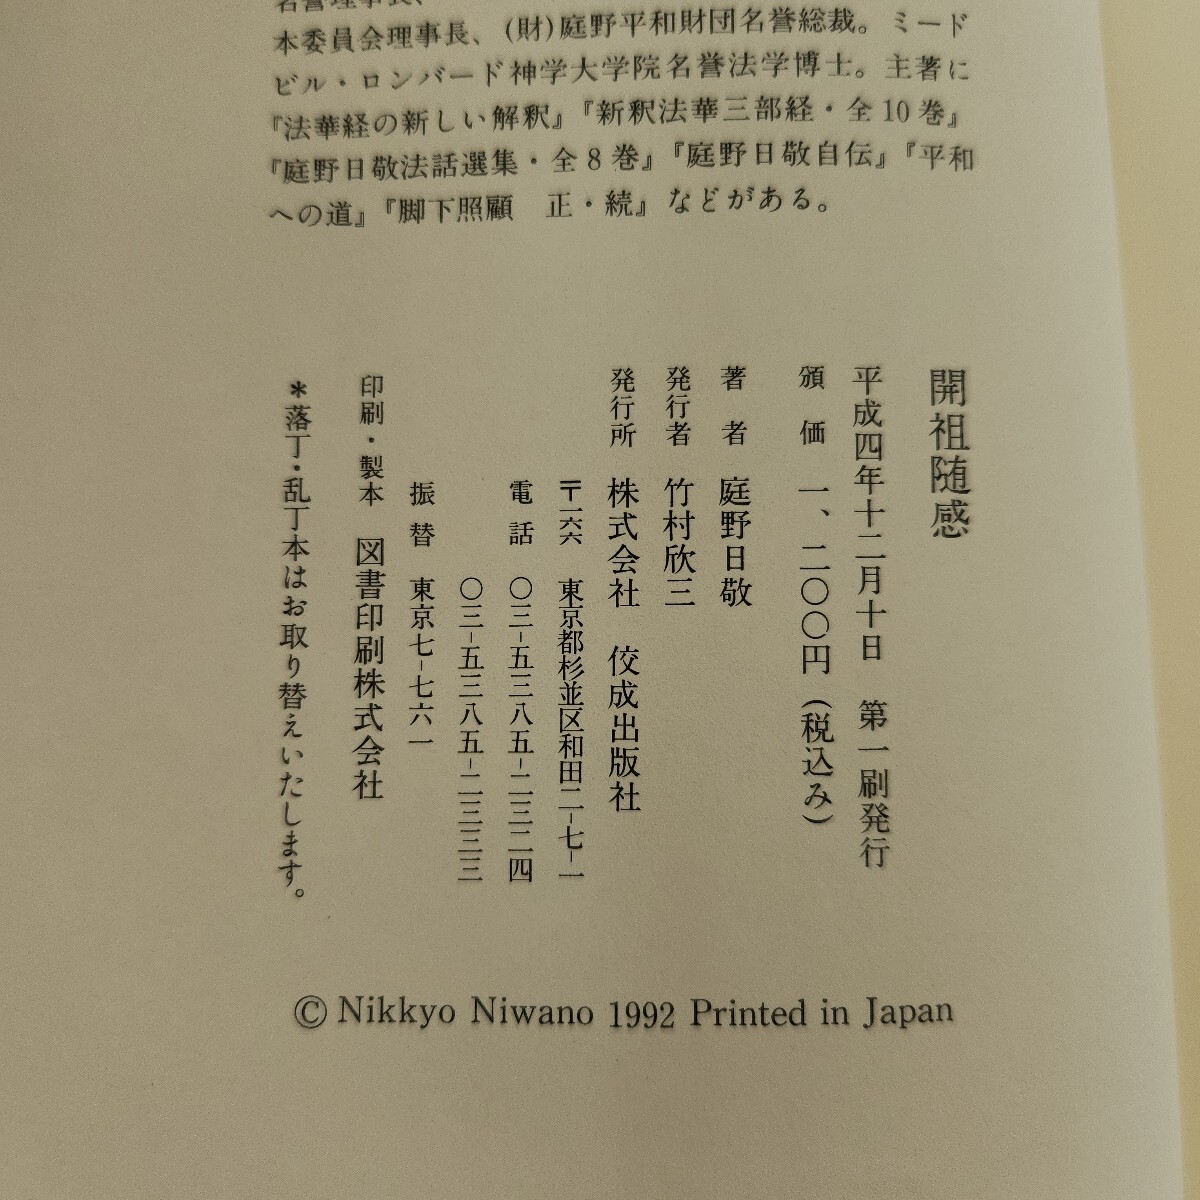 名誉理事長、
本委員会理事長、(財)庭野平和財団名誉総裁。ミード
ビル・ロンバード神学大学院名誉法学博士。主著に
『法華経の新しい解釈』『新釈法華三部経・全10巻』
『庭野日敬法話選集・全8巻』『庭野日敬自伝』『平和
への道』『脚下照顧　正・続』などがある。
開祖随感
平成四年十二月十日　第一刷発行
頒価　一、二〇〇円（税込み）
著者　庭野日敬
発行者　竹村欣三
発行所　株式会社　佼成出版社
〒一六六　東京都杉並区和田二-七-一
電話　〇三-五三八五-二三二四
〇三-五三八五-二三三三
振替　東京七-七六一
印刷・製本　図書印刷株式会社
＊落丁・乱丁本はお取り替えいたします。
© Nikkyo Niwano 1992 Printed in Japan